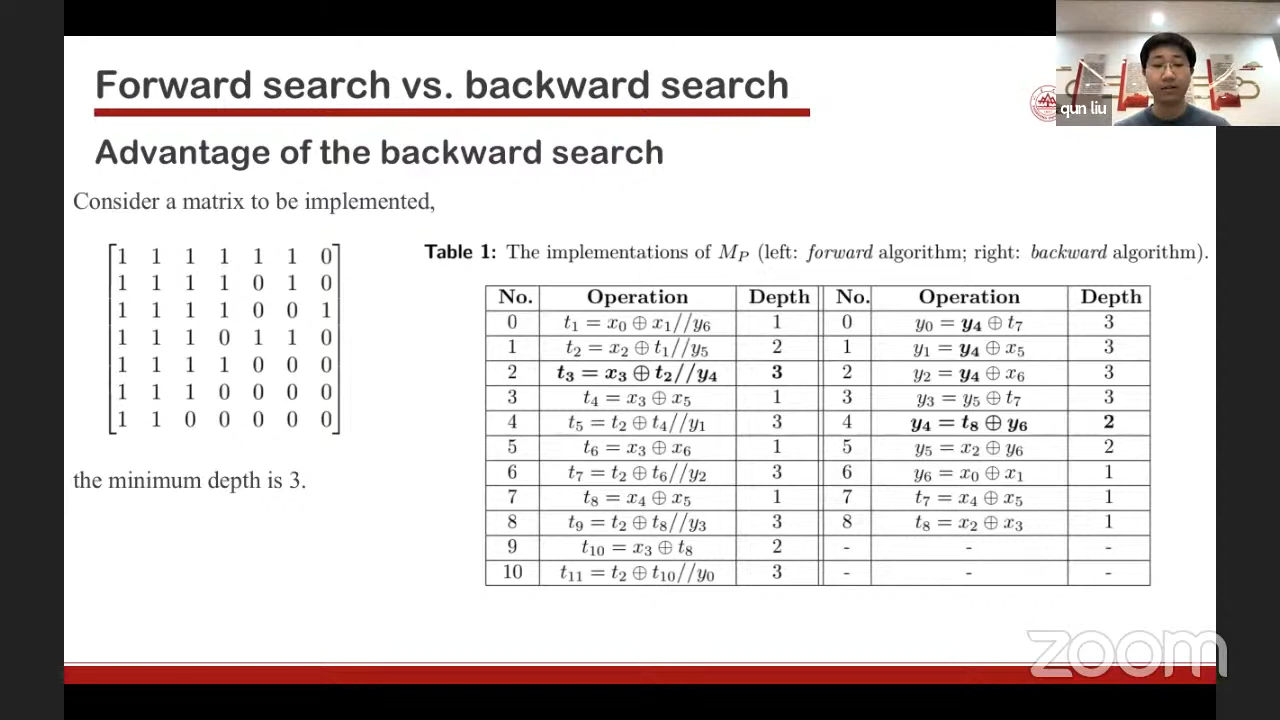 Forward search vs. backward search
qun liu
Advantage of the backward search
Consider a matrix to be implemented,
1 1 1 1 1 1 0
1 1 1 1 0 1 0
1 1 1 1 0 0 1
1 1 1 0 1 1 0
1 1 1 1 0 0 0
1 1 1 0 0 0 0
1 1 0 0 0 0 0
the minimum depth is 3.
Table 1: The implementations of M_P (left: forward algorithm; right: backward algorithm).
No. Operation Depth No. Operation Depth
0 t₁ = x₀ ⊕ x₁//y₆ 1 0 y₀ = y₄ ⊕ t₇ 3
1 t₂ = x₂ ⊕ t₁//y₅ 2 1 y₁ = y₄ ⊕ x₅ 3
2 t₃ = x₃ ⊕ t₂//y₄ 3 2 y₂ = y₄ ⊕ x₆ 3
3 t₄ = x₃ ⊕ x₅ 1 3 y₃ = y₅ ⊕ t₇ 3
4 t₅ = t₂ ⊕ t₄//y₁ 3 4 y₄ = t₈ ⊕ y₆ 2
5 t₆ = x₃ ⊕ x₆ 1 5 y₅ = x₂ ⊕ y₆ 2
6 t₇ = t₂ ⊕ t₆//y₂ 3 6 y₆ = x₀ ⊕ x₁ 1
7 t₈ = x₄ ⊕ x₅ 1 7 t₇ = x₄ ⊕ x₅ 1
8 t₉ = t₂ ⊕ t₈//y₃ 3 8 t₈ = x₂ ⊕ x₃ 1
9 t₁₀ = x₃ ⊕ t₈ 2 - - -
10 t₁₁ = t₂ ⊕ t₁₀//y₀ 3 - - -
zoom